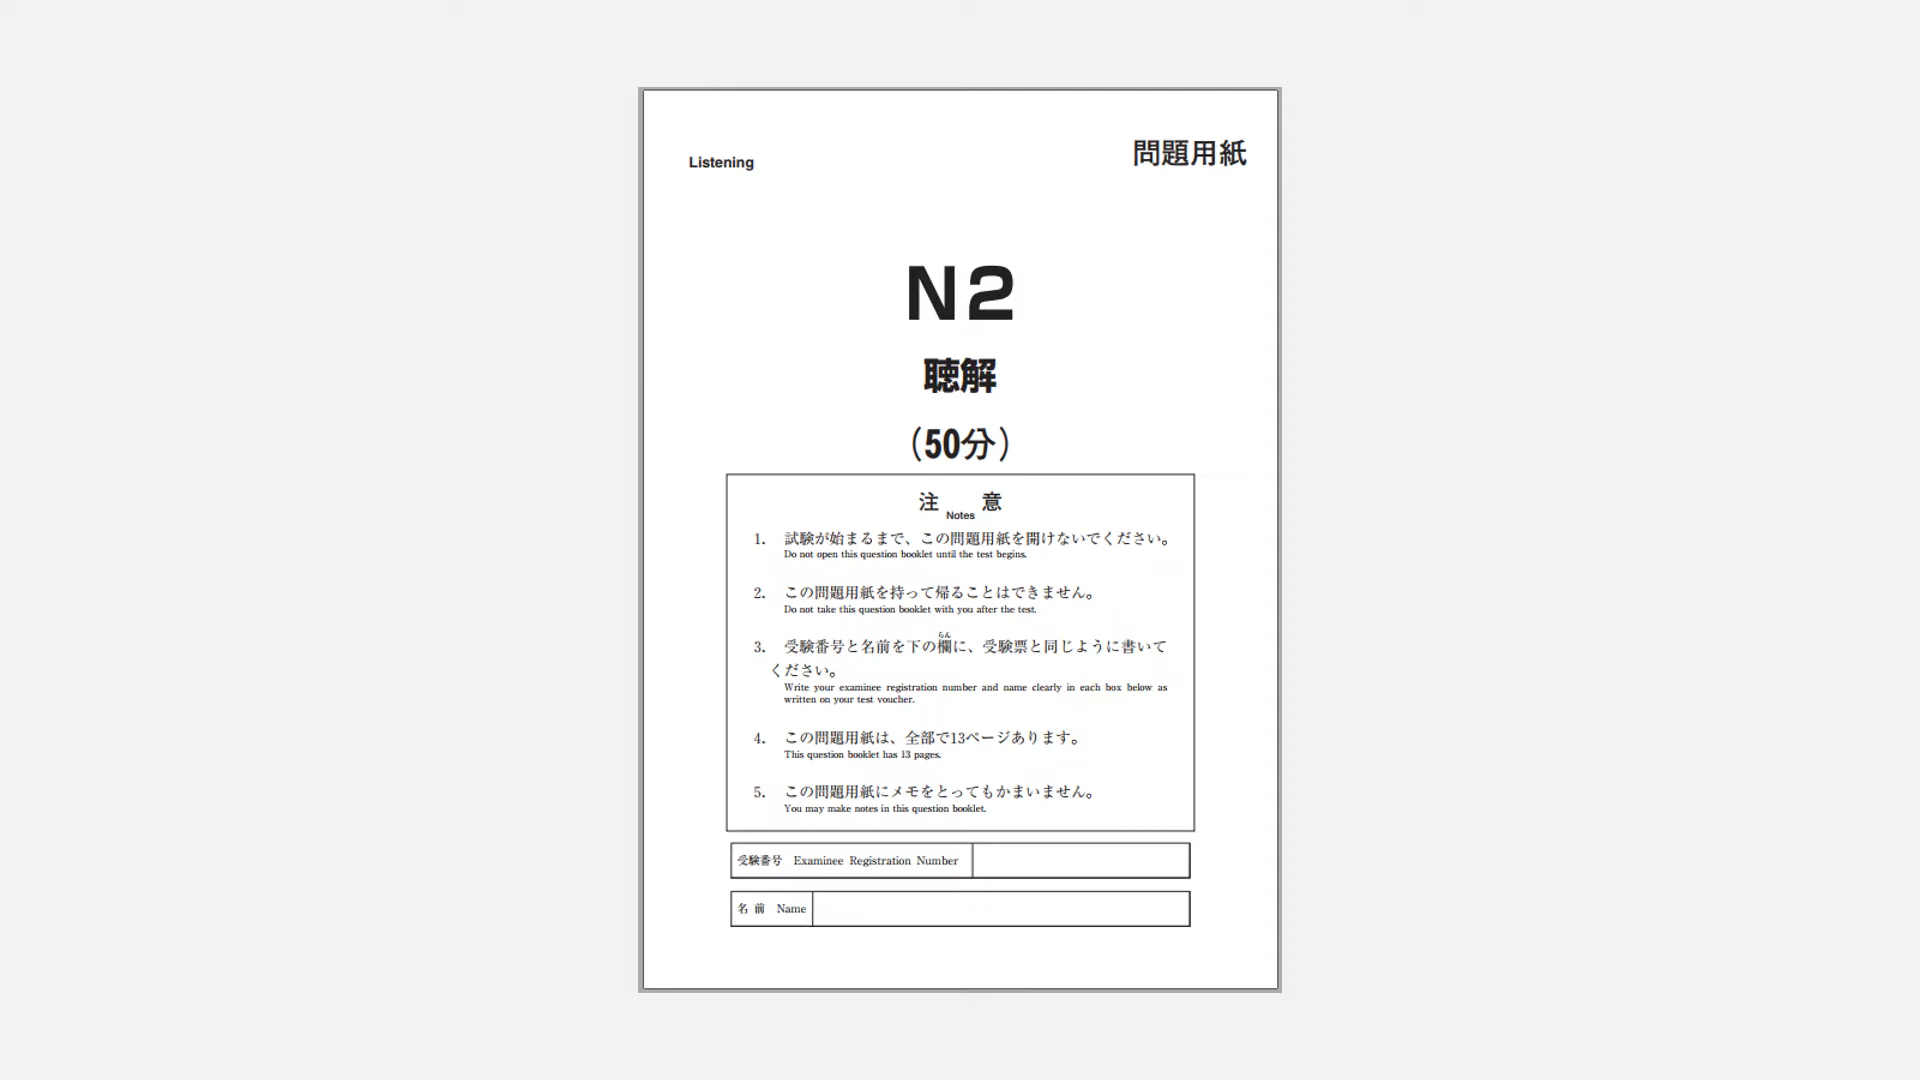 Listening
問題用紙
N2
聴解
（50分）
注　意
Notes
1.　試験が始まるまで、この問題用紙を開けないでください。
Do not open this question booklet until the test begins.
2.　この問題用紙を持って帰ることはできません。
Do not take this question booklet with you after the test.
らん
3.　受験番号と名前を下の欄に、受験票と同じように書いて
ください。
Write your examinee registration number and name clearly in each box below as
written on your test voucher.
4.　この問題用紙は、全部で13ページあります。
This question booklet has 13 pages.
5.　この問題用紙にメモをとってもかまいません。
You may make notes in this question booklet.
受験番号　Examinee Registration Number
名 前　Name